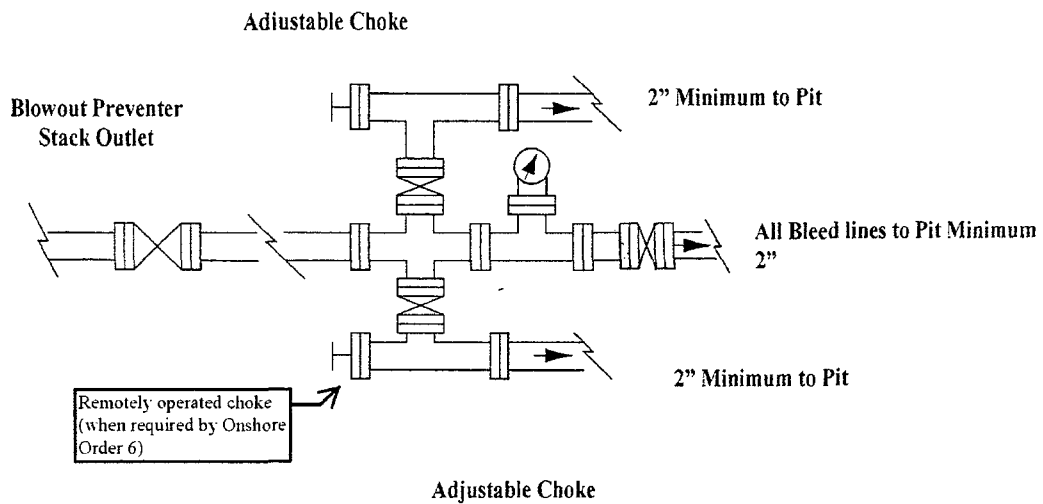 Adiustable Choke
Blowout Preventer
Stack Outlet
2” Minimum to Pit
All Bleed lines to Pit Minimum
2”
2” Minimum to Pit
Remotely operated choke
(when required by Onshore
Order 6)
Adjustable Choke